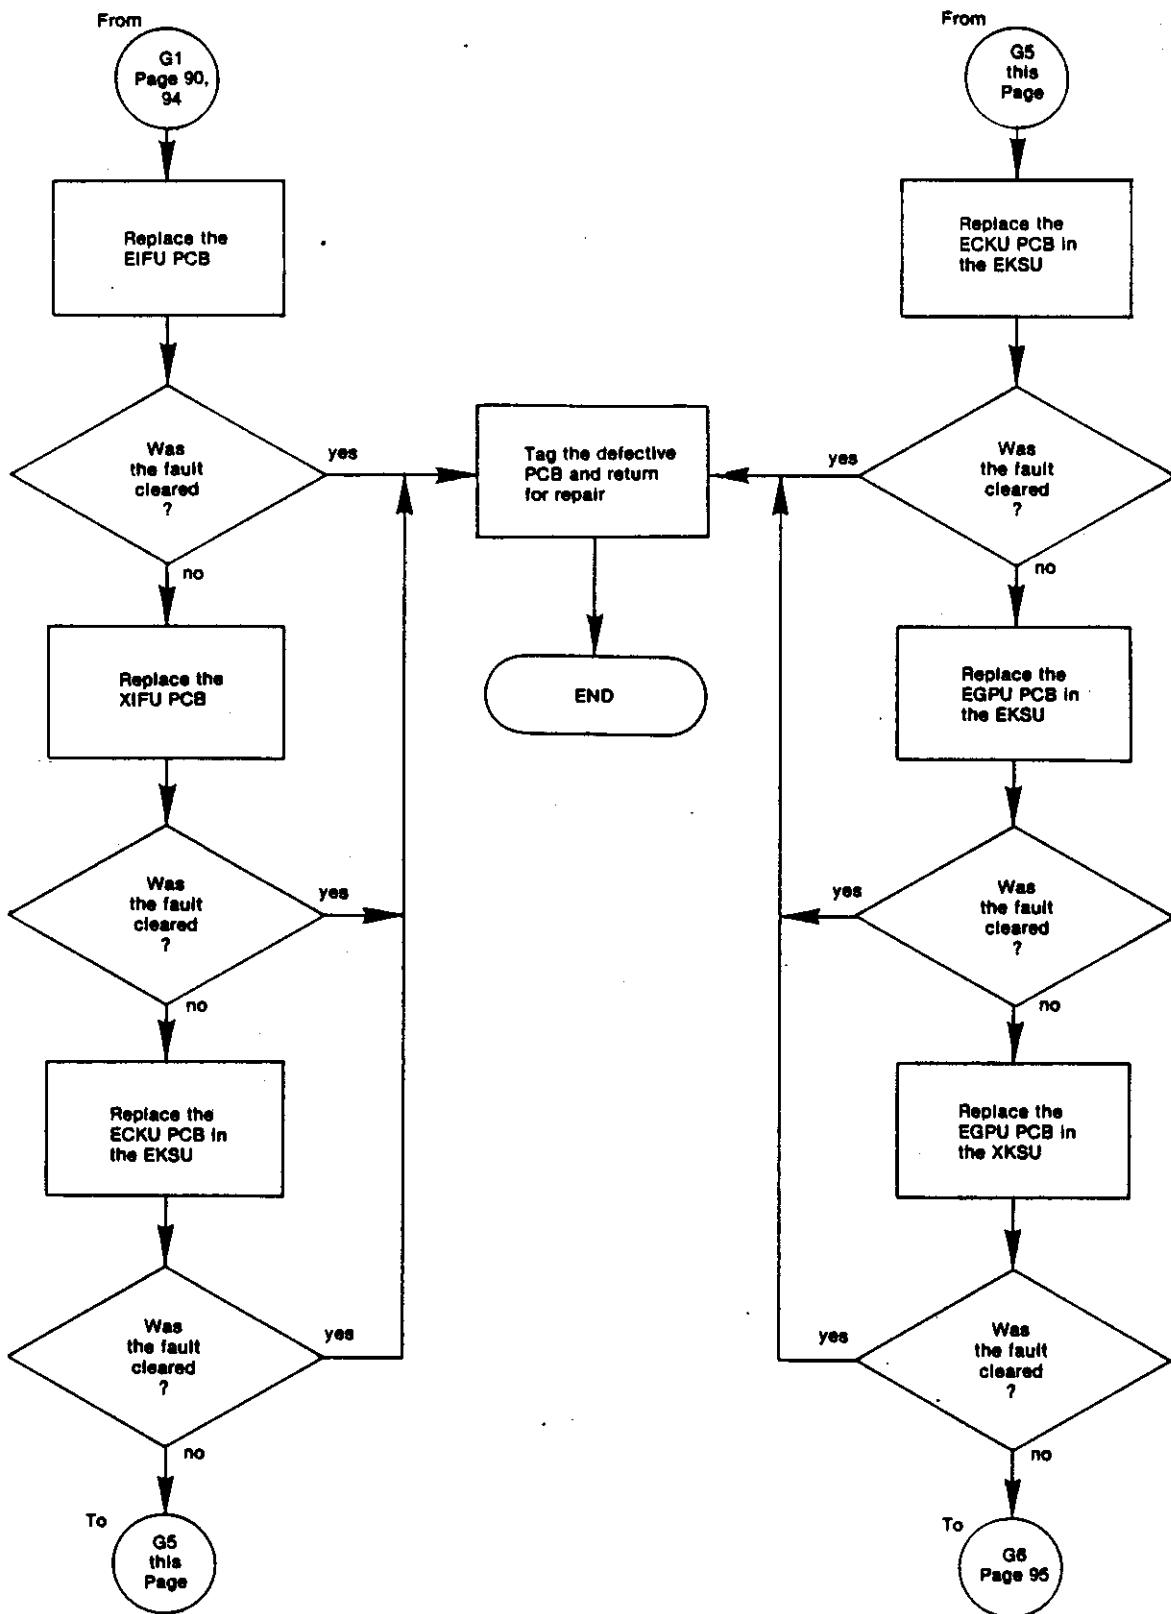 From
G1
Page 90,
94
Replace the
EIFU PCB
Was
the fault
cleared
?
yes
no
Replace the
XIFU PCB
Was
the fault
cleared
?
yes
no
Replace the
ECKU PCB in
the EKSU
Was
the fault
cleared
?
yes
no
To
G5
this
Page
Tag the defective
PCB and return
for repair
END
From
G5
this
Page
Replace the
ECKU PCB in
the EKSU
Was
the fault
cleared
?
yes
no
Replace the
EGPU PCB in
the EKSU
Was
the fault
cleared
?
yes
no
Replace the
EGPU PCB in
the XKSU
Was
the fault
cleared
?
yes
no
To
G6
Page 95